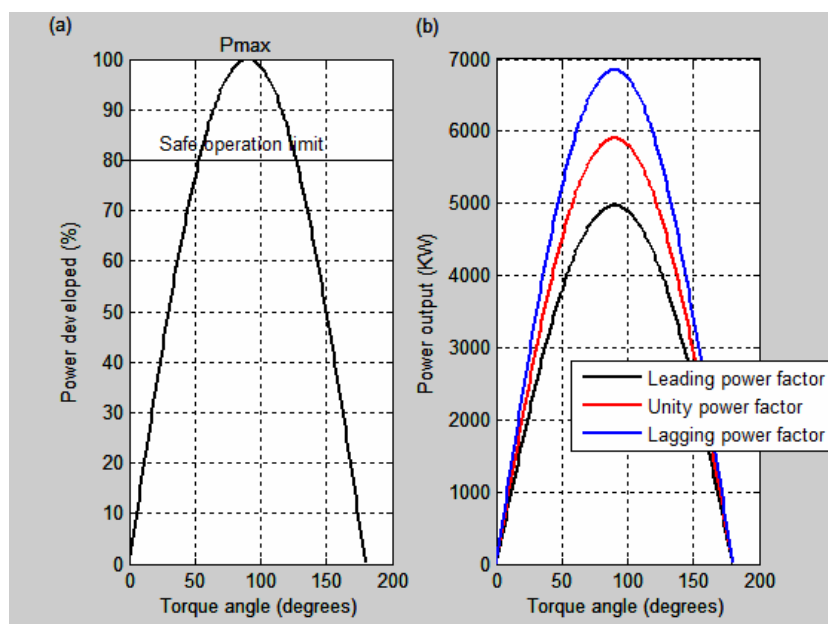 (a)
Pmax
100
90
80
70
60
50
40
30
20
10
0
Power developed (%)
Safe operation limit
0
50
100
150
200
Torque angle (degrees)
(b)
7000
6000
5000
4000
3000
2000
1000
0
Power output (KW)
Leading power factor
Unity power factor
Lagging power factor
0
50
100
150
200
Torque angle (degrees)